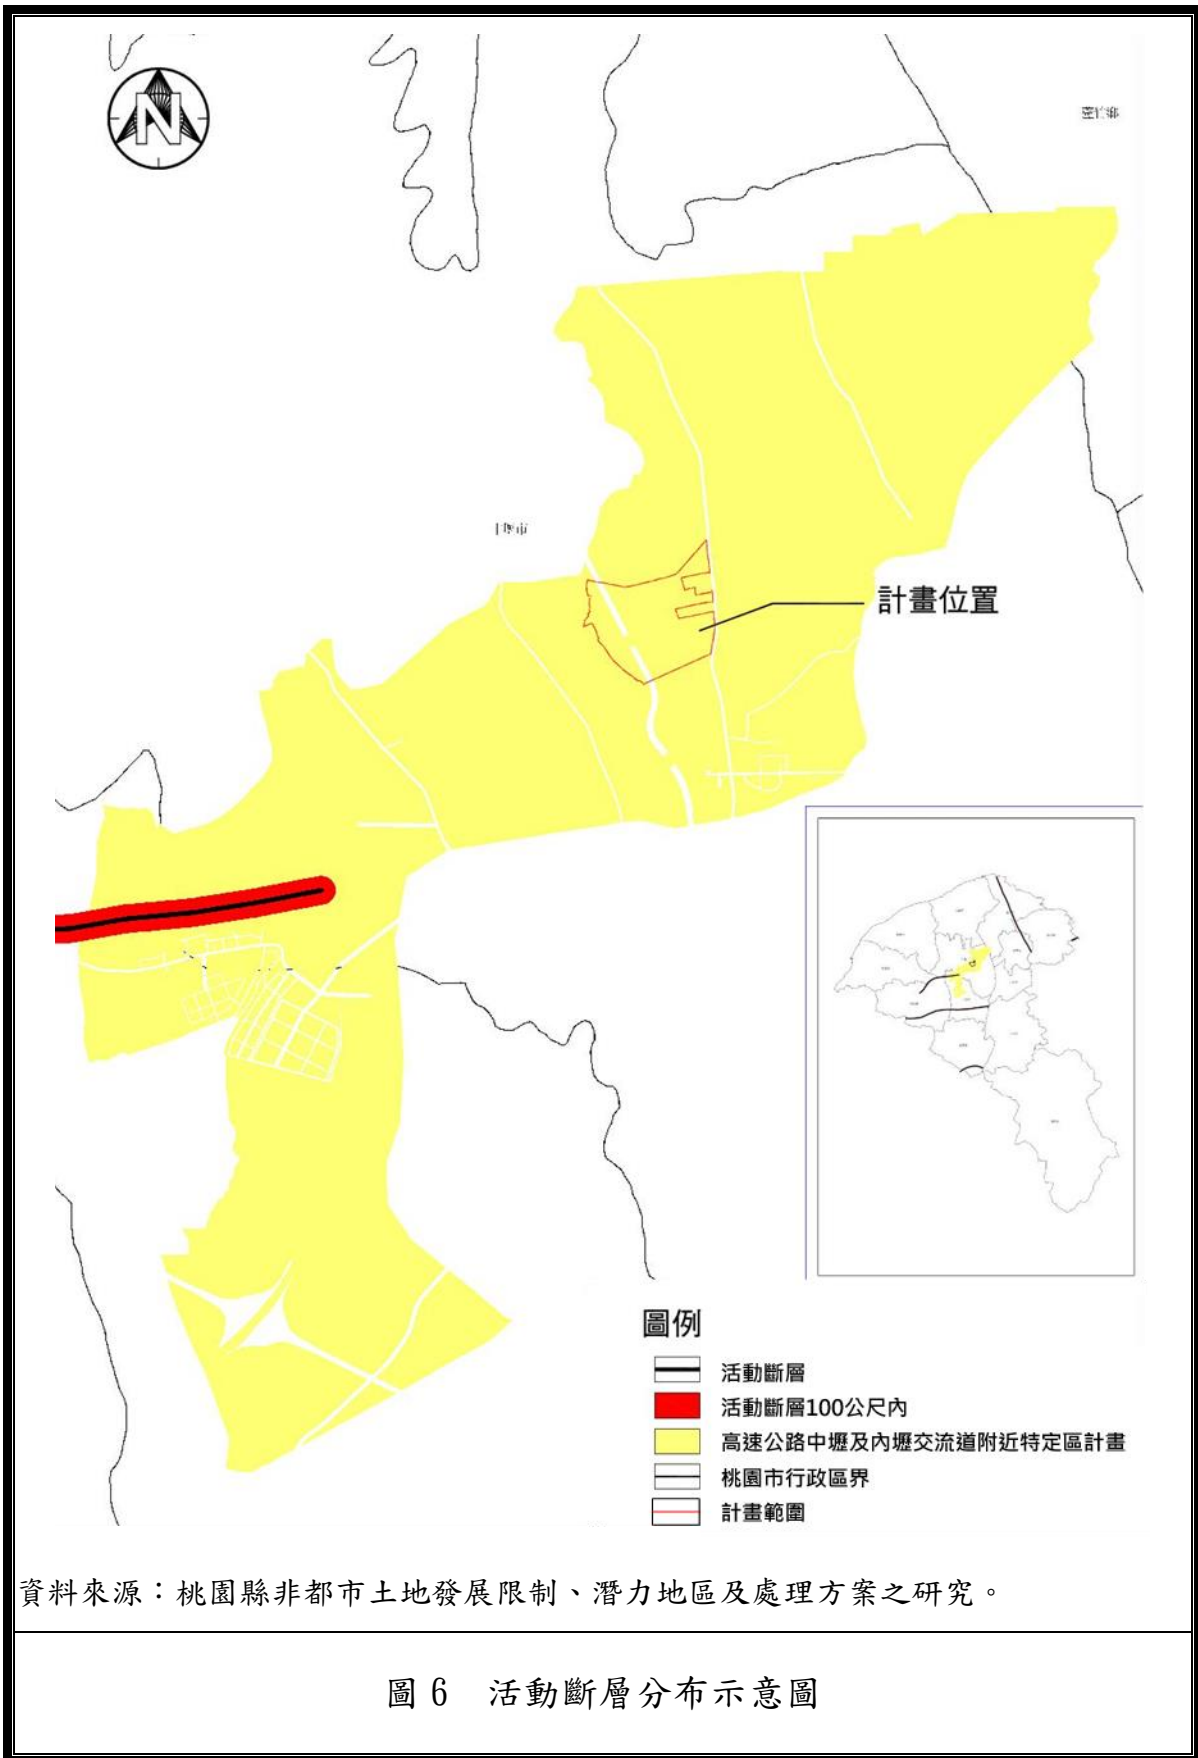 N
計畫位置
圖例
活動斷層
活動斷層100公尺內
高速公路中壢及內壢交流道附近特定區計畫
桃園市行政區界
計畫範圍
資料來源：桃園縣非都市土地發展限制、潛力地區及處理方案之研究。
圖 6　活動斷層分布示意圖